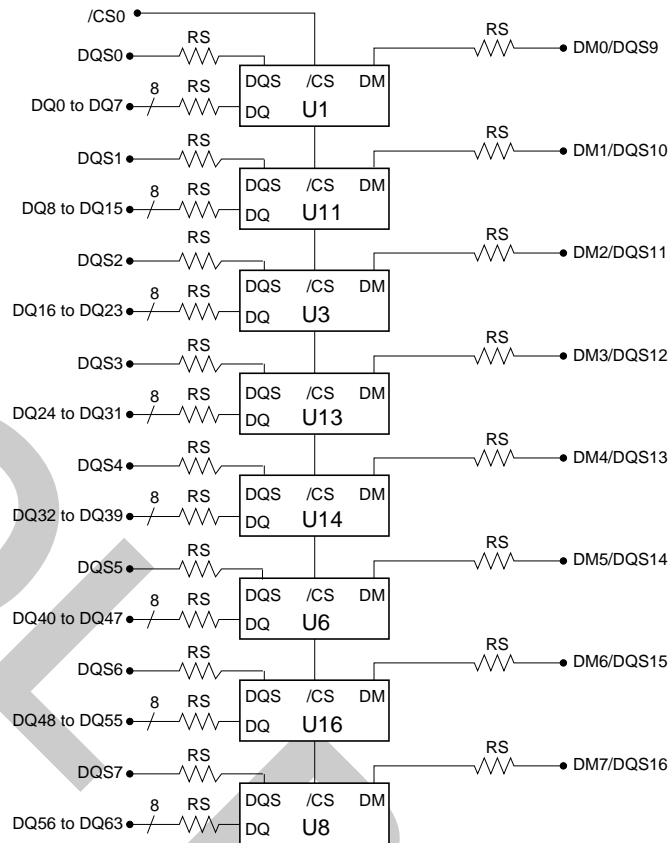 /CS0
RS RS
DQS0 DM0/DQS9
8 RS DQS /CS DM
DQ0 to DQ7 DQ U1
RS RS
DQS1 DM1/DQS10
8 RS DQS /CS DM
DQ8 to DQ15 DQ U11
RS RS
DQS2 DM2/DQS11
8 RS DQS /CS DM
DQ16 to DQ23 DQ U3
RS RS
DQS3 DM3/DQS12
8 RS DQS /CS DM
DQ24 to DQ31 DQ U13
RS RS
DQS4 DM4/DQS13
8 RS DQS /CS DM
DQ32 to DQ39 DQ U14
RS RS
DQS5 DM5/DQS14
8 RS DQS /CS DM
DQ40 to DQ47 DQ U6
RS RS
DQS6 DM6/DQS15
8 RS DQS /CS DM
DQ48 to DQ55 DQ U16
RS RS
DQS7 DM7/DQS16
8 RS DQS /CS DM
DQ56 to DQ63 DQ U8